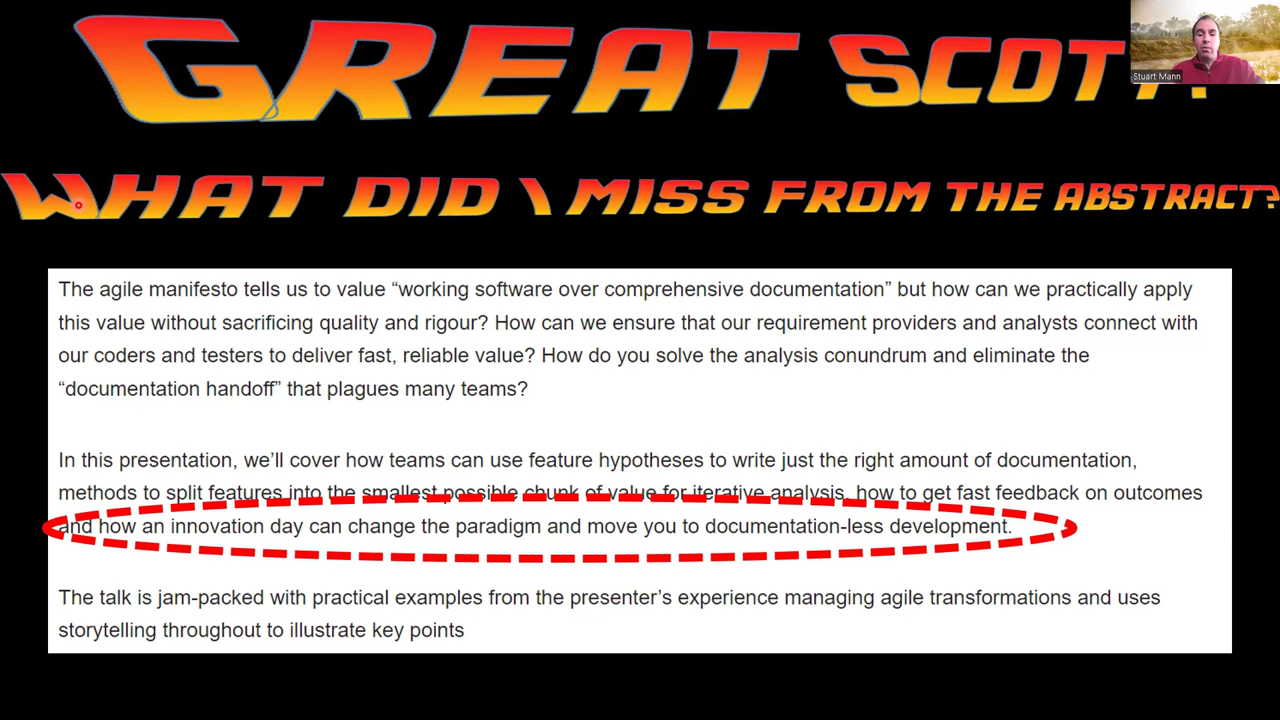 GREAT SCOTT!
Stuart Mann
WHAT DID I MISS FROM THE ABSTRACT?
The agile manifesto tells us to value “working software over comprehensive documentation” but how can we practically apply
this value without sacrificing quality and rigour? How can we ensure that our requirement providers and analysts connect with
our coders and testers to deliver fast, reliable value? How do you solve the analysis conundrum and eliminate the
“documentation handoff” that plagues many teams?
In this presentation, we’ll cover how teams can use feature hypotheses to write just the right amount of documentation,
methods to split features into the smallest possible chunk of value for iterative analysis, how to get fast feedback on outcomes
and how an innovation day can change the paradigm and move you to documentation-less development.
The talk is jam-packed with practical examples from the presenter’s experience managing agile transformations and uses
storytelling throughout to illustrate key points